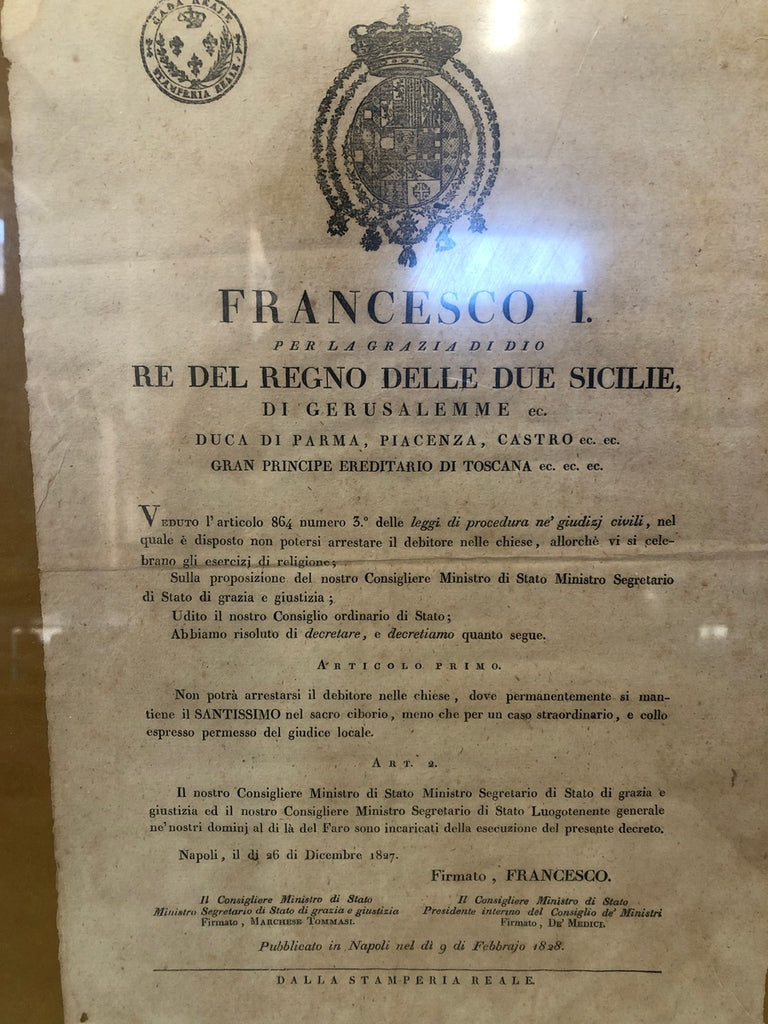 CASA REALE
STAMPERIA REALE
FRANCESCO I.
PER LA GRAZIA DI DIO
RE DEL REGNO DELLE DUE SICILIE,
DI GERUSALEMME ec.
DUCA DI PARMA, PIACENZA, CASTRO ec. ec.
GRAN PRINCIPE EREDITARIO DI TOSCANA ec. ec. ec.
VEDUTO l'articolo 864 numero 3.° delle leggi di procedura ne' giudizj civili, nel
quale è disposto non potersi arrestare il debitore nelle chiese, allorchè vi si cele-
brano gli esercizj di religione;
Sulla proposizione del nostro Consigliere Ministro di Stato Ministro Segretario
di Stato di grazia e giustizia;
Udito il nostro Consiglio ordinario di Stato;
Abbiamo risoluto di decretare, e decretiamo quanto segue.
ARTICOLO PRIMO.
Non potrà arrestarsi il debitore nelle chiese, dove permanentemente si man-
tiene il SANTISSIMO nel sacro ciborio, meno che per un caso straordinario, e collo
espresso permesso del giudice locale.
ART. 2.
Il nostro Consigliere Ministro di Stato Ministro Segretario di Stato di grazia e
giustizia ed il nostro Consigliere Ministro Segretario di Stato Luogotenente generale
ne' nostri dominj al di là del Faro sono incaricati della esecuzione del presente decreto.
Napoli, il dì 26 di Dicembre 1827.
Firmato, FRANCESCO.
Il Consigliere Ministro di Stato
Ministro Segretario di Stato di grazia e giustizia
Firmato, MARCHESE TOMMASI.
Il Consigliere Ministro di Stato
Presidente interino del Consiglio de' Ministri
Firmato, DE' MEDICI.
Pubblicato in Napoli nel dì 9 di Febbrajo 1828.
DALLA STAMPERIA REALE.